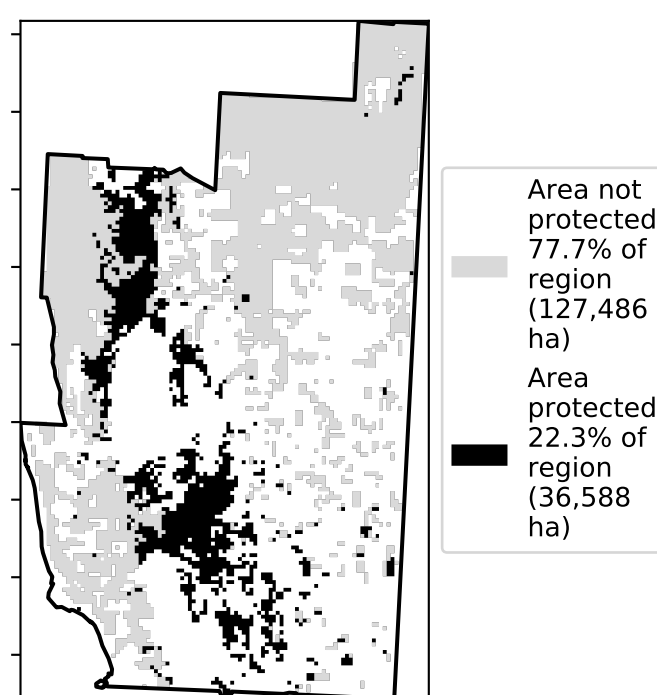 Area not
protected
77.7% of
region
(127,486
ha)
Area
protected
22.3% of
region
(36,588
ha)